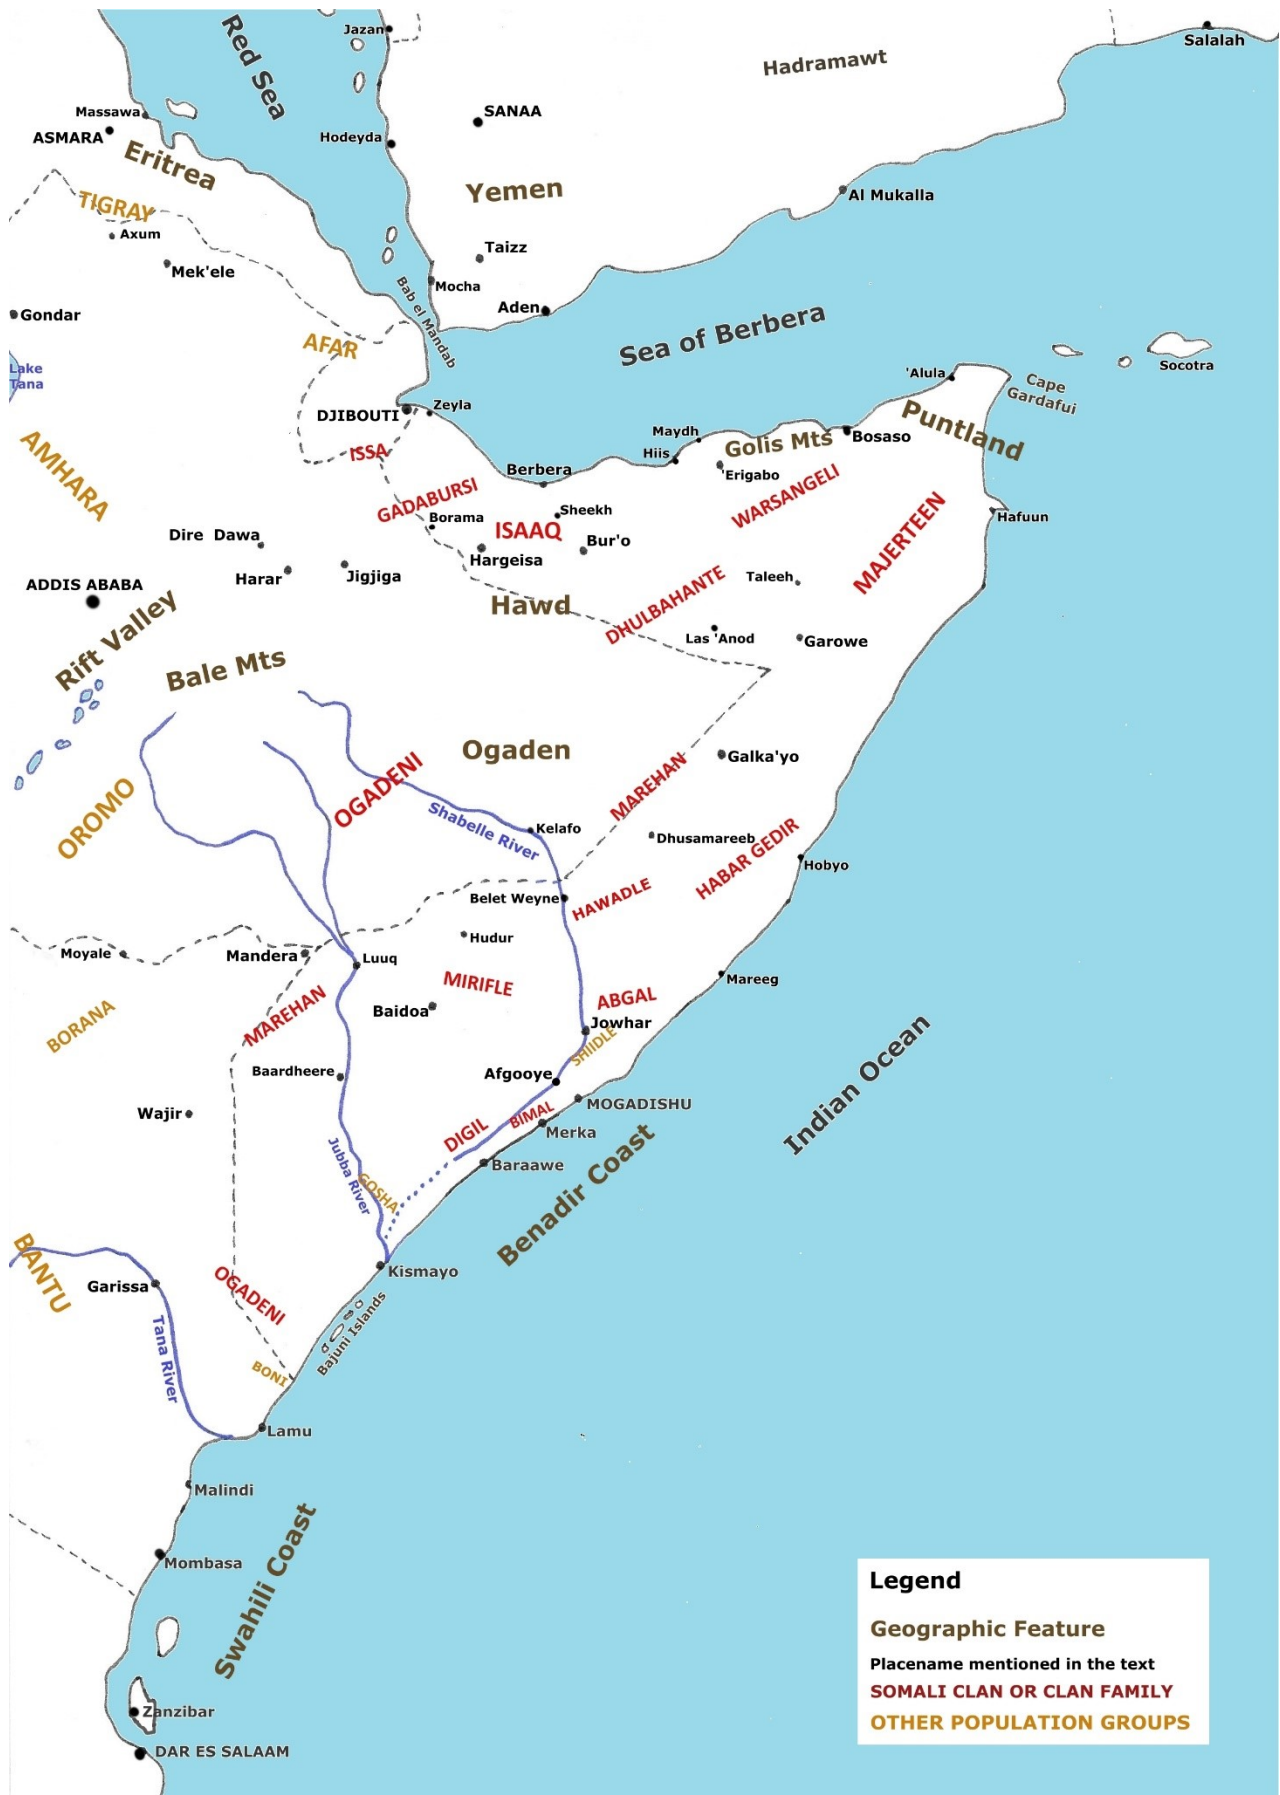 Jazan
Salalah
Red Sea
Hadramawt
Massawa
SANAA
ASMARA
Hodeyda
Eritrea
Yemen
Al Mukalla
TIGRAY
Axum
Taizz
Mek'ele
Mocha
Bab el Mandab
Aden
Gondar
Sea of Berbera
AFAR
Lake
Tana
Socotra
'Alula
Cape
Gardafui
DJIBOUTI
Zeyla
Puntland
Maydh
Golis Mts
Bosaso
ISSA
Hiis
AMHARA
Berbera
'Erigabo
GADABURSI
WARSANGELI
Sheekh
Borama
ISAAQ
Hafuun
Dire Dawa
Bur'o
Hargeisa
MAJERTEEN
Harar
Jigjiga
Taleeh
ADDIS ABABA
Hawd
DHULBAHANTE
Rift Valley
Las 'Anod
Garowe
Bale Mts
Ogaden
Galka'yo
OGADENI
MAREHAN
OROMO
Shabelle River
Kelafo
Dhusamareeb
HABAR GEDIR
Hobyo
Belet Weyne
HAWADLE
Hudur
Moyale
Mandera
Luuq
Mareeg
MIRIFLE
ABGAL
MAREHAN
Baidoa
BORANA
Jowhar
SHIIDLE
Indian Ocean
Baardheere
Afgooye
Wajir
MOGADISHU
BIMAL
DIGIL
Merka
Jubba River
Baraawe
GOSHA
Benadir Coast
BANTU
Kismayo
Garissa
OGADENI
Bajuni Islands
Tana River
BONI
Lamu
Malindi
Mombasa
Swahili Coast
Zanzibar
DAR ES SALAAM
Legend
Geographic Feature
Placename mentioned in the text
SOMALI CLAN OR CLAN FAMILY
OTHER POPULATION GROUPS